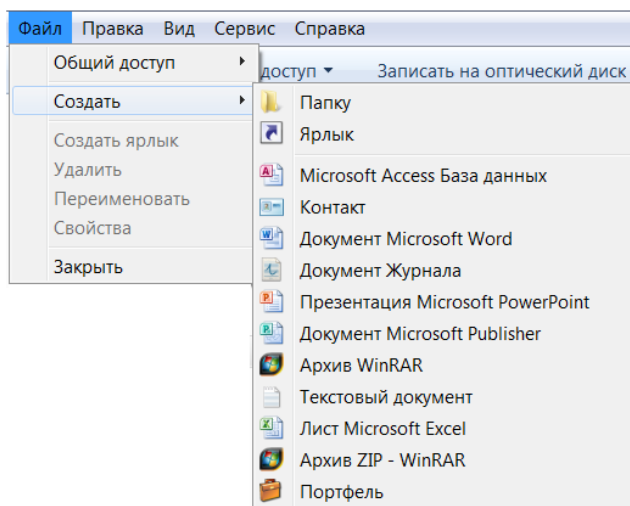 Файл Правка Вид Сервис Справка
Общий доступ
доступ Записать на оптический диск
Создать
Создать ярлык
Удалить
Переименовать
Свойства
Закрыть
Папку
Ярлык
Microsoft Access База данных
Контакт
Документ Microsoft Word
Документ Журнала
Презентация Microsoft PowerPoint
Документ Microsoft Publisher
Архив WinRAR
Текстовый документ
Лист Microsoft Excel
Архив ZIP - WinRAR
Портфель